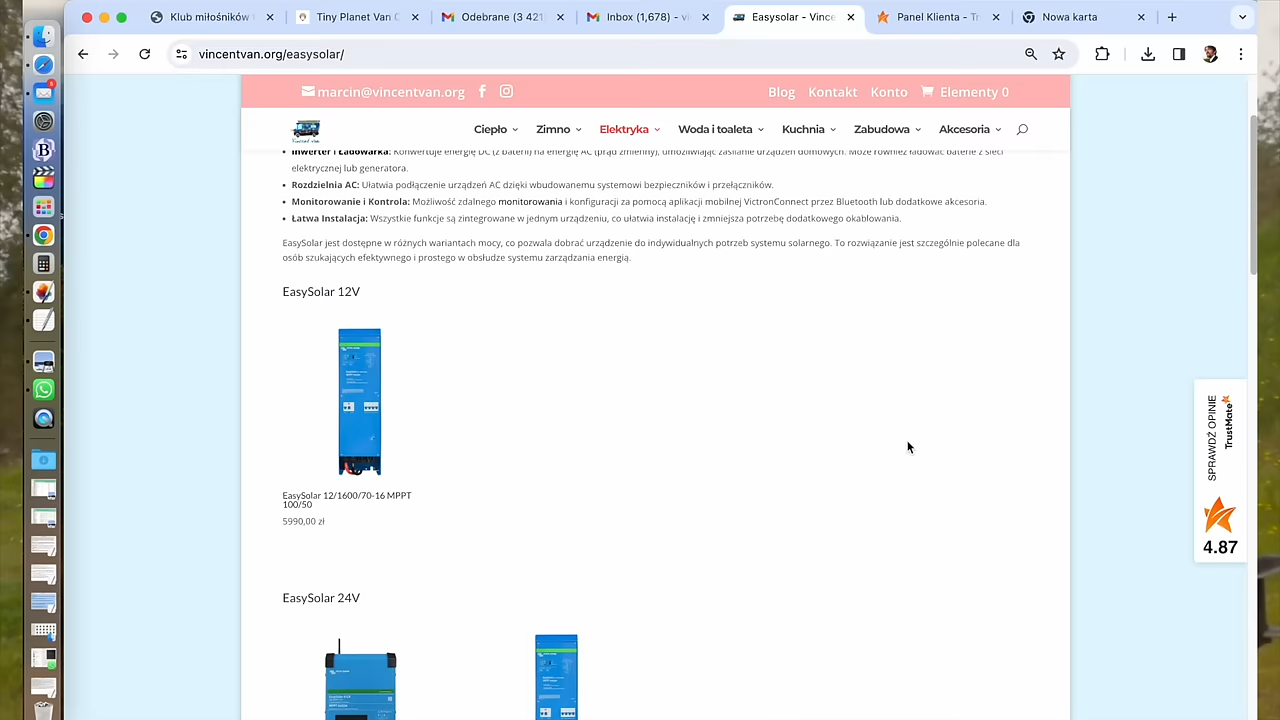 Klub miłośników
Tiny Planet Van
Odebrane (3 421
Inbox (1,678) - vi
Easysolar - Vince
Panel Klienta - Tr
Nowa karta
vincentvan.org/easysolar/
marcin@vincentvan.org
Blog
Kontakt
Konto
Elementy 0
Ciepło
Zimno
Elektryka
Woda i toaleta
Kuchnia
Zabudowa
Akcesoria
Inwerter i Ładowarka: Konwertuje energię DC (z baterii) na energię AC (prąd zmienny), umożliwiając zasilanie urządzeń domowych. Może również ładować baterie z sieci
elektrycznej lub generatora.
Rozdzielnia AC: Ułatwia podłączenie urządzeń AC dzięki wbudowanemu systemowi bezpieczników i przełączników.
Monitorowanie i Kontrola: Możliwość zdalnego monitorowania i konfiguracji za pomocą aplikacji mobilnej VictronConnect przez Bluetooth lub dodatkowe akcesoria.
Łatwa Instalacja: Wszystkie funkcje są zintegrowane w jednym urządzeniu, co ułatwia instalację i zmniejsza potrzebę dodatkowego okablowania.
EasySolar jest dostępne w różnych wariantach mocy, co pozwala dobrać urządzenie do indywidualnych potrzeb systemu solarnego. To rozwiązanie jest szczególnie polecane dla
osób szukających efektywnego i prostego w obsłudze systemu zarządzania energią.
EasySolar 12V
EasySolar 12/1600/70-16 MPPT
100/50
5990,00 zł
EasySolar 24V
SPRAWDŹ OPINIE
TrustMate
4.87